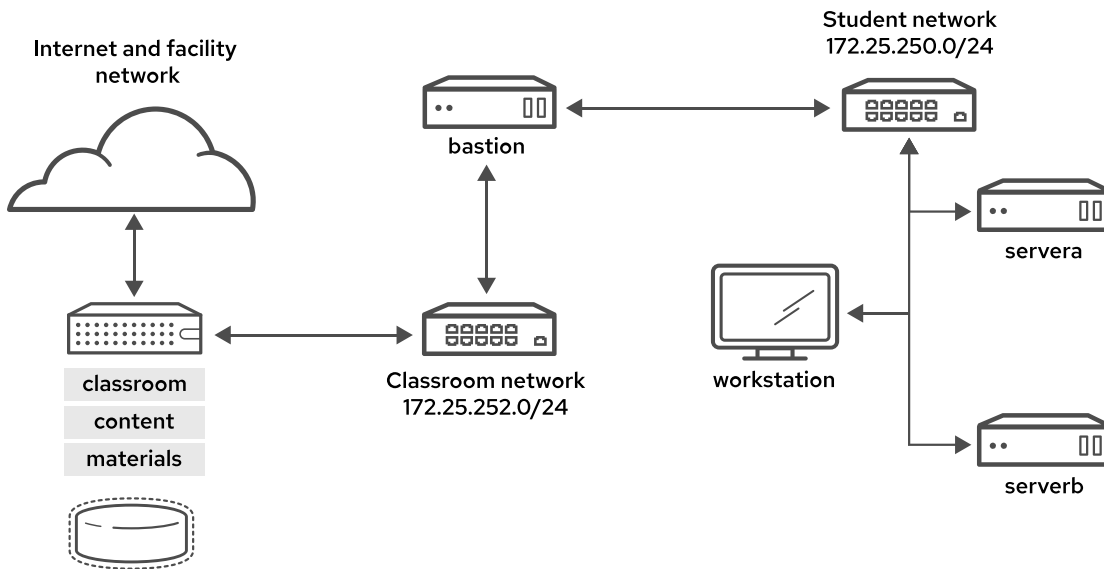 Internet and facility
network
Student network
172.25.250.0/24
bastion
servera
workstation
Classroom network
172.25.252.0/24
classroom
content
materials
serverb